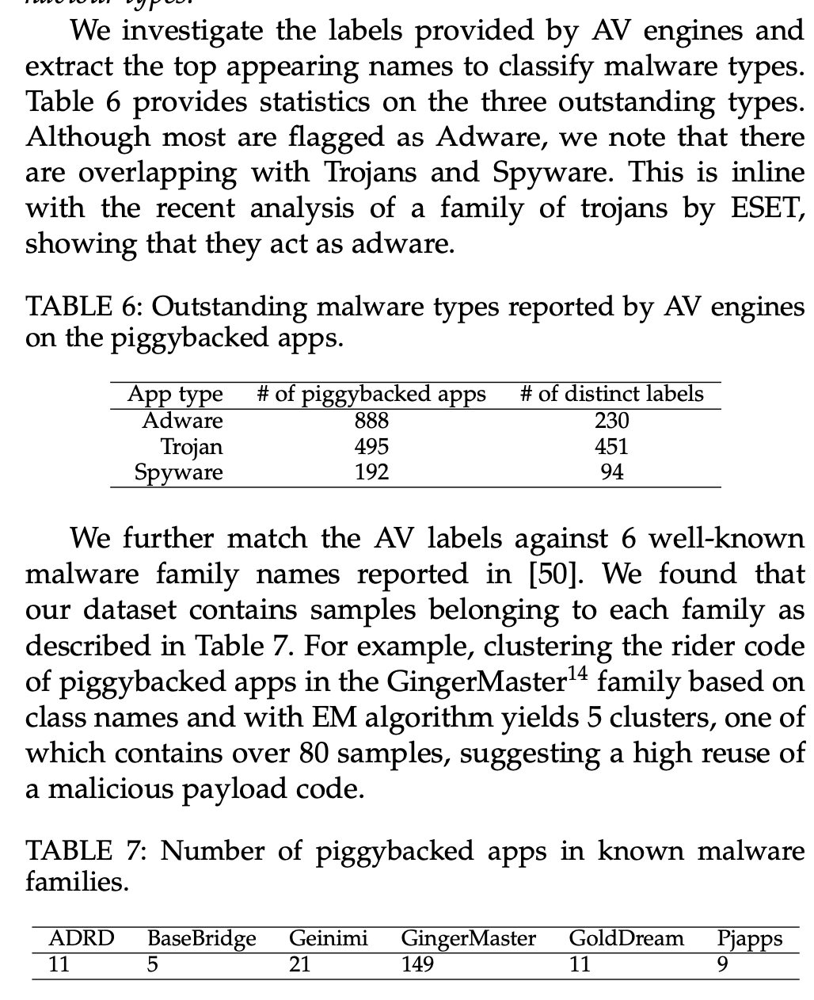 haviour types.
We investigate the labels provided by AV engines and
extract the top appearing names to classify malware types.
Table 6 provides statistics on the three outstanding types.
Although most are flagged as Adware, we note that there
are overlapping with Trojans and Spyware. This is inline
with the recent analysis of a family of trojans by ESET,
showing that they act as adware.
TABLE 6: Outstanding malware types reported by AV engines
on the piggybacked apps.
App type # of piggybacked apps # of distinct labels
Adware 888 230
Trojan 495 451
Spyware 192 94
We further match the AV labels against 6 well-known
malware family names reported in [50]. We found that
our dataset contains samples belonging to each family as
described in Table 7. For example, clustering the rider code
of piggybacked apps in the GingerMaster14 family based on
class names and with EM algorithm yields 5 clusters, one of
which contains over 80 samples, suggesting a high reuse of
a malicious payload code.
TABLE 7: Number of piggybacked apps in known malware
families.
ADRD BaseBridge Geinimi GingerMaster GoldDream Pjapps
11 5 21 149 11 9